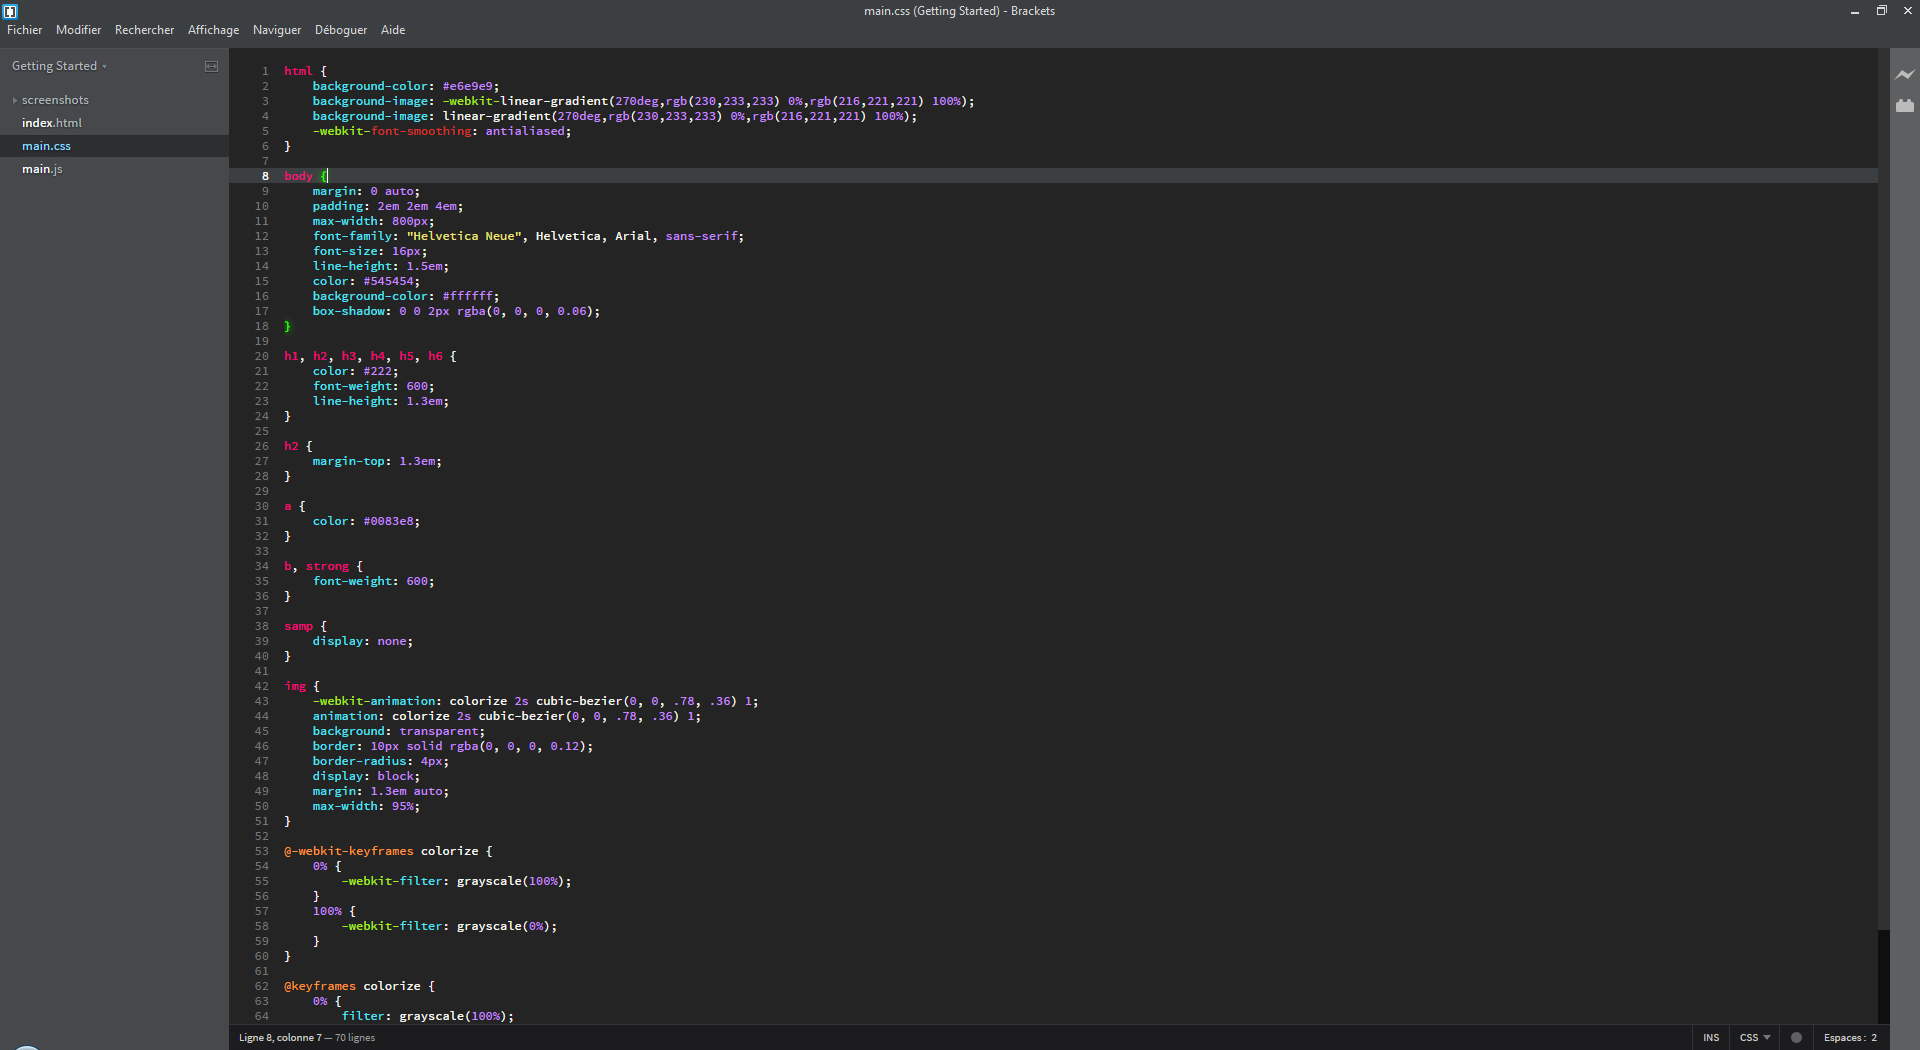 main.css (Getting Started) - Brackets
Fichier Modifier Rechercher Affichage Naviguer Déboguer Aide
Getting Started
screenshots
index.html
main.css
main.js
1 html {
2     background-color: #e6e9e9;
3     background-image: -webkit-linear-gradient(270deg,rgb(230,233,233) 0%,rgb(216,221,221) 100%);
4     background-image: linear-gradient(270deg,rgb(230,233,233) 0%,rgb(216,221,221) 100%);
5     -webkit-font-smoothing: antialiased;
6 }
7
8 body {
9     margin: 0 auto;
10     padding: 2em 2em 4em;
11     max-width: 800px;
12     font-family: "Helvetica Neue", Helvetica, Arial, sans-serif;
13     font-size: 16px;
14     line-height: 1.5em;
15     color: #545454;
16     background-color: #ffffff;
17     box-shadow: 0 0 2px rgba(0, 0, 0, 0.06);
18 }
19
20 h1, h2, h3, h4, h5, h6 {
21     color: #222;
22     font-weight: 600;
23     line-height: 1.3em;
24 }
25
26 h2 {
27     margin-top: 1.3em;
28 }
29
30 a {
31     color: #0083e8;
32 }
33
34 b, strong {
35     font-weight: 600;
36 }
37
38 samp {
39     display: none;
40 }
41
42 img {
43     -webkit-animation: colorize 2s cubic-bezier(0, 0, .78, .36) 1;
44     animation: colorize 2s cubic-bezier(0, 0, .78, .36) 1;
45     background: transparent;
46     border: 10px solid rgba(0, 0, 0, 0.12);
47     border-radius: 4px;
48     display: block;
49     margin: 1.3em auto;
50     max-width: 95%;
51 }
52
53 @-webkit-keyframes colorize {
54     0% {
55         -webkit-filter: grayscale(100%);
56     }
57     100% {
58         -webkit-filter: grayscale(0%);
59     }
60 }
61
62 @keyframes colorize {
63     0% {
64         filter: grayscale(100%);
Ligne 8, colonne 7 — 70 lignes
INS CSS Espaces : 2